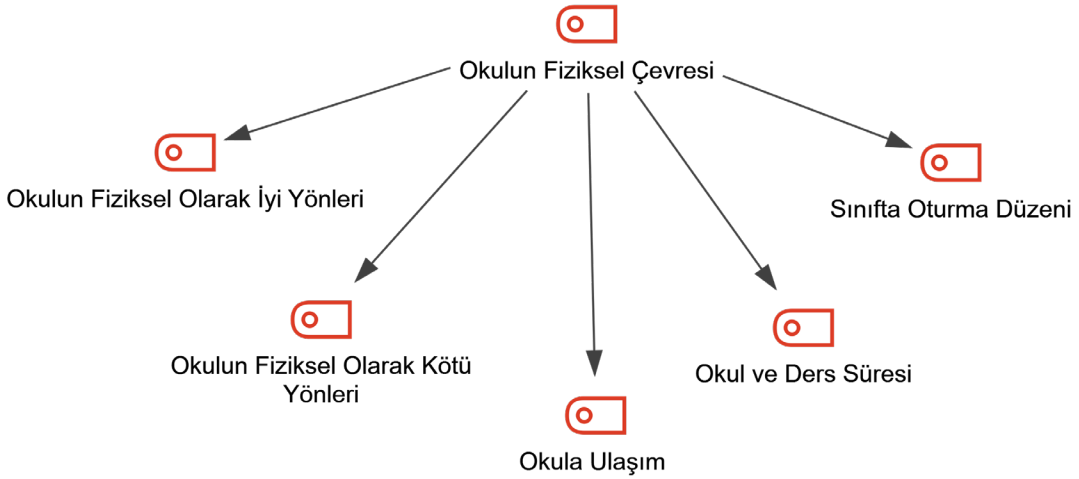 Okulun Fiziksel Çevresi
Okulun Fiziksel Olarak İyi Yönleri
Sınıfta Oturma Düzeni
Okulun Fiziksel Olarak Kötü
Yönleri
Okul ve Ders Süresi
Okula Ulaşım